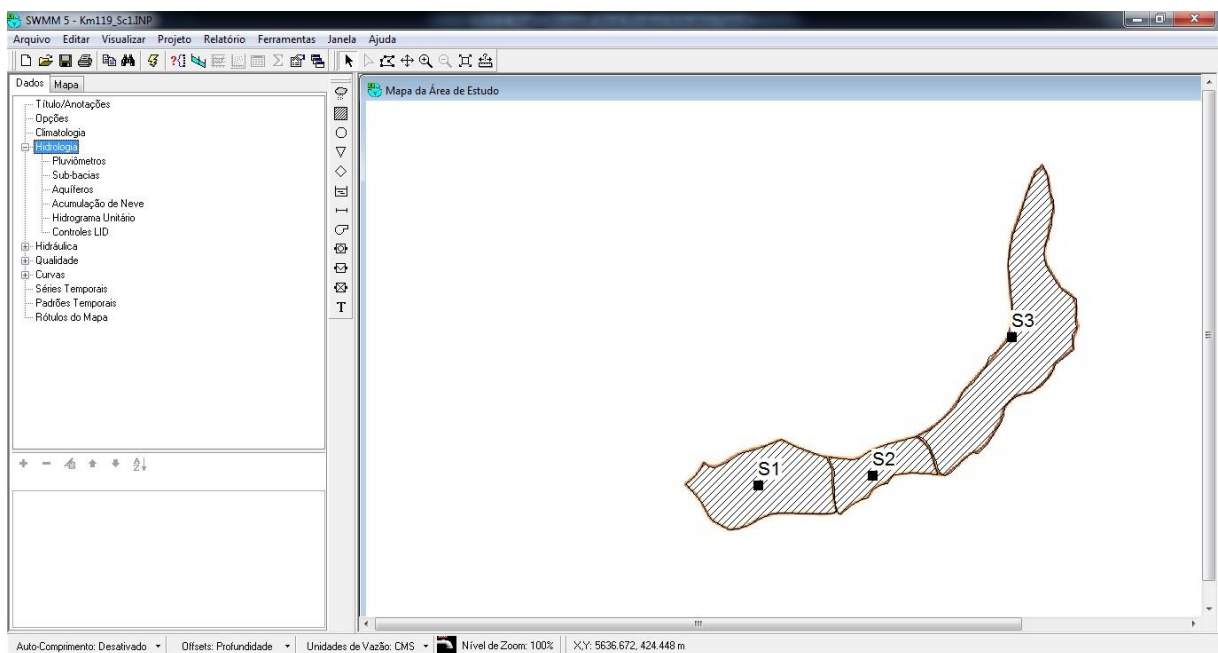 SWMM 5 - Km119_Sc1.INP
Arquivo Editar Visualizar Projeto Relatório Ferramentas Janela Ajuda
Dados Mapa
Título/Anotações
Opções
Climatologia
Hidrologia
Pluviômetros
Sub-bacias
Aquíferos
Acumulação de Neve
Hidrograma Unitário
Controles LID
Hidráulica
Qualidade
Curvas
Séries Temporais
Padrões Temporais
Rótulos do Mapa
T
Mapa da Área de Estudo
S3
S2
S1
Auto-Comprimento: Desativado Offsets: Profundidade Unidades de Vazão: CMS Nível de Zoom: 100% X,Y: 5636.672, 424.448 m